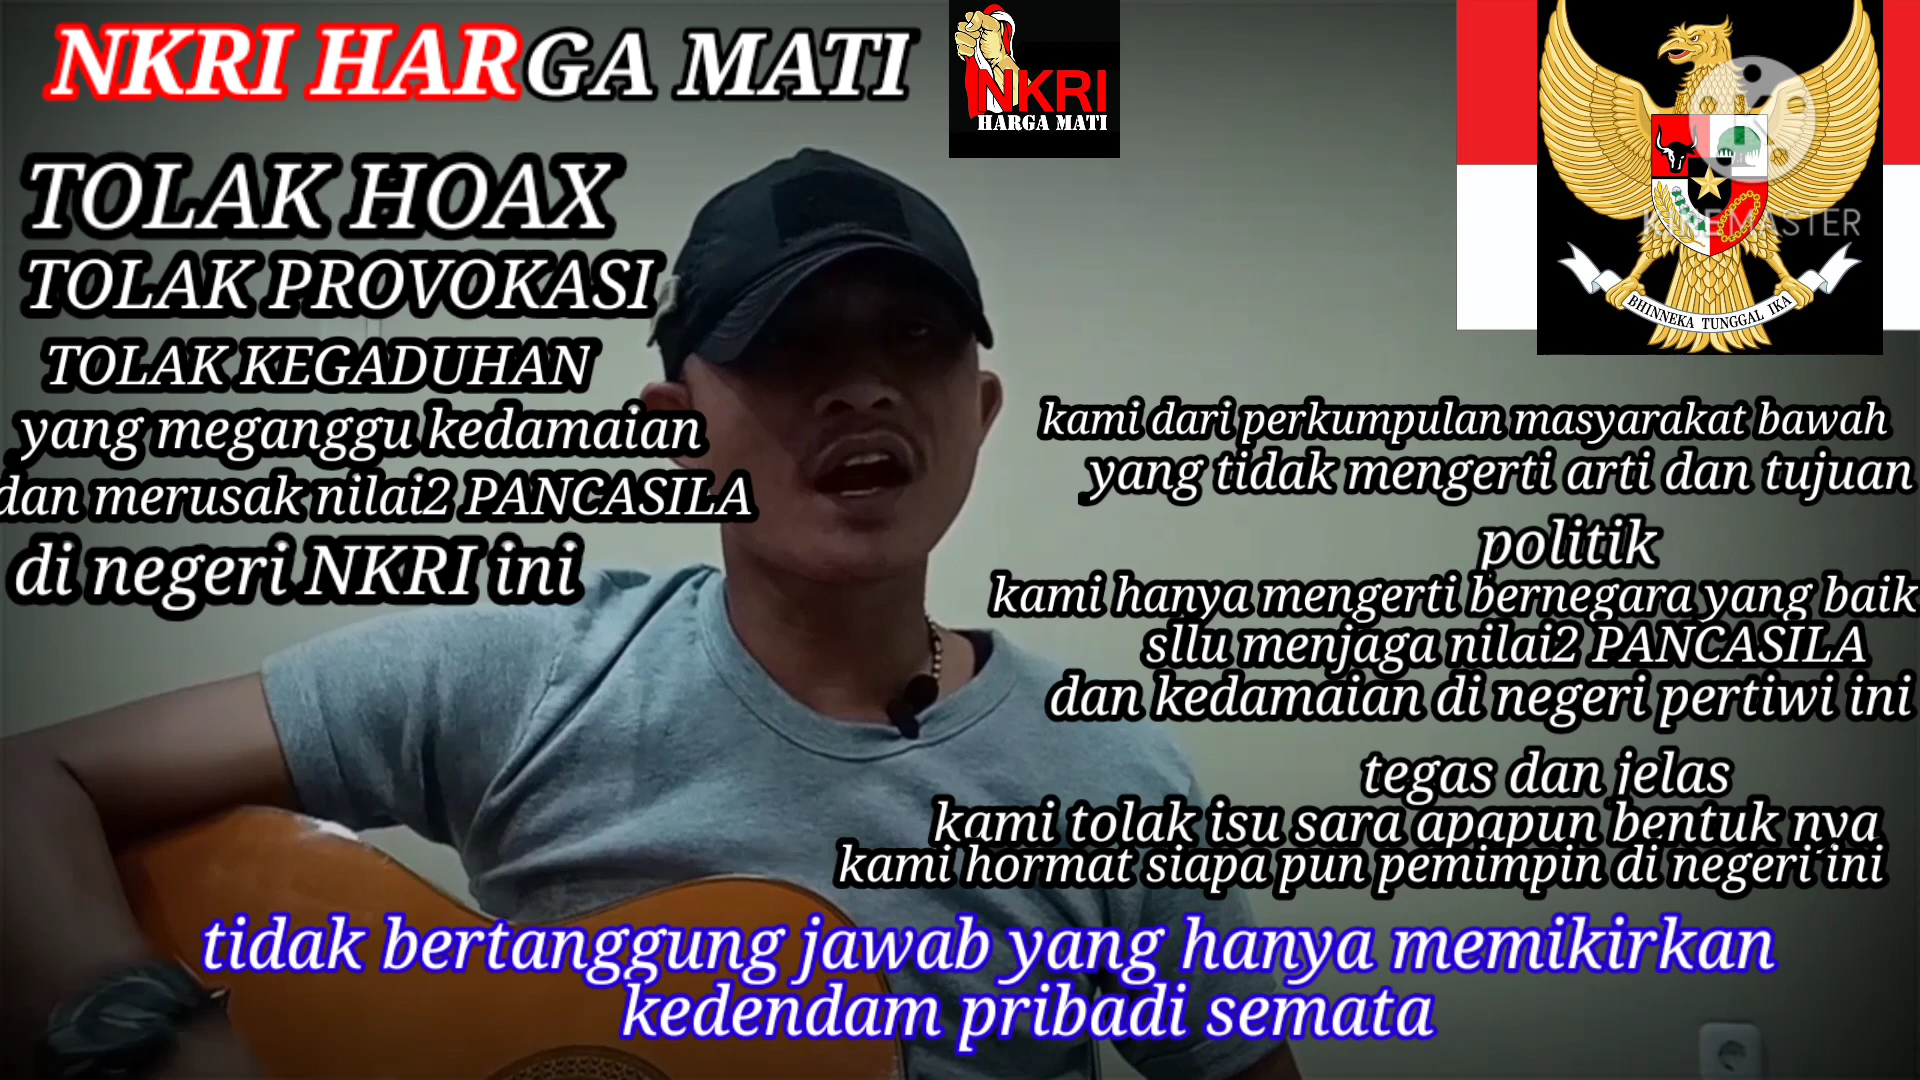 NKRI HARGA MATI
NKRI
HARGA MATI
TOLAK HOAX
TOLAK PROVOKASI
TOLAK KEGADUHAN
yang meganggu kedamaian
dan merusak nilai2 PANCASILA
di negeri NKRI ini
KINEMASTER
BHINNEKA TUNGGAL IKA
kami dari perkumpulan masyarakat bawah
yang tidak mengerti arti dan tujuan
politik
kami hanya mengerti bernegara yang baik
sllu menjaga nilai2 PANCASILA
dan kedamaian di negeri pertiwi ini
tegas dan jelas
kami tolak isu sara apapun bentuk nya
kami hormat siapa pun pemimpin di negeri ini
tidak bertanggung jawab yang hanya memikirkan
kedendam pribadi semata